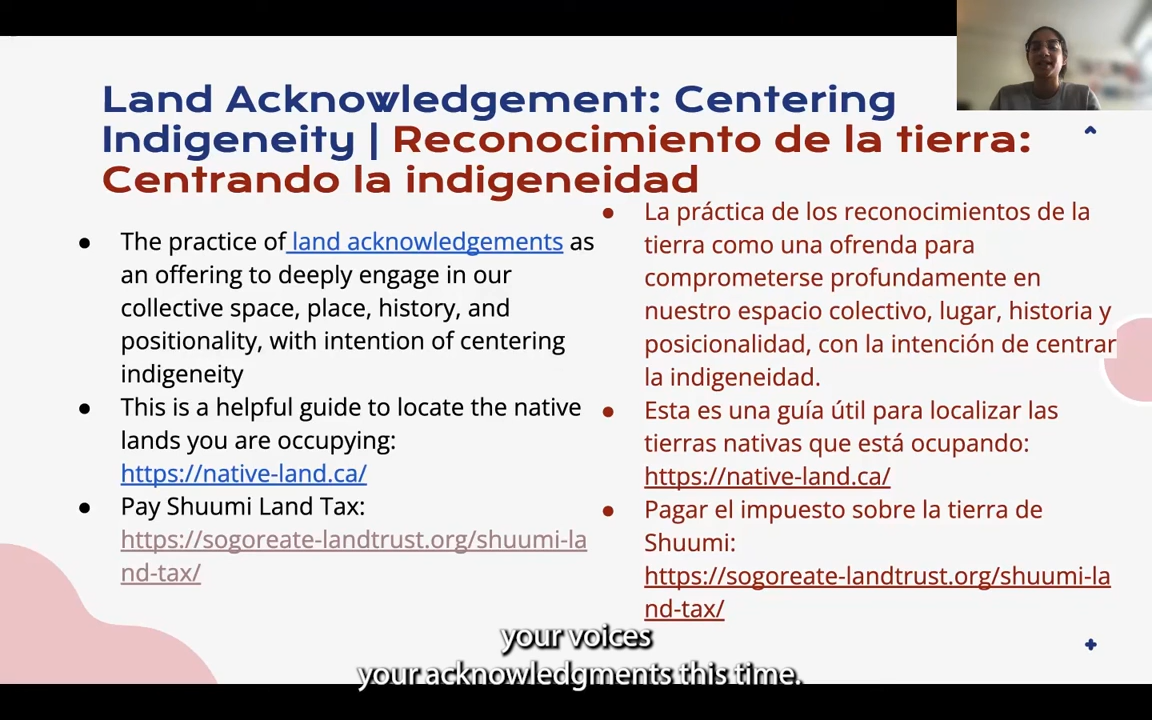 Land Acknowledgement: Centering
Indigeneity | Reconocimiento de la tierra:
Centrando la indigeneidad
● The practice of land acknowledgements as
an offering to deeply engage in our
collective space, place, history, and
positionality, with intention of centering
indigeneity
● This is a helpful guide to locate the native
lands you are occupying:
https://native-land.ca/
● Pay Shuumi Land Tax:
https://sogoreate-landtrust.org/shuumi-la
nd-tax/
● La práctica de los reconocimientos de la
tierra como una ofrenda para
comprometerse profundamente en
nuestro espacio colectivo, lugar, historia y
posicionalidad, con la intención de centrar
la indigeneidad.
● Esta es una guía útil para localizar las
tierras nativas que está ocupando:
https://native-land.ca/
● Pagar el impuesto sobre la tierra de
Shuumi:
https://sogoreate-landtrust.org/shuumi-la
nd-tax/
your voices
your acknowledgments this time.